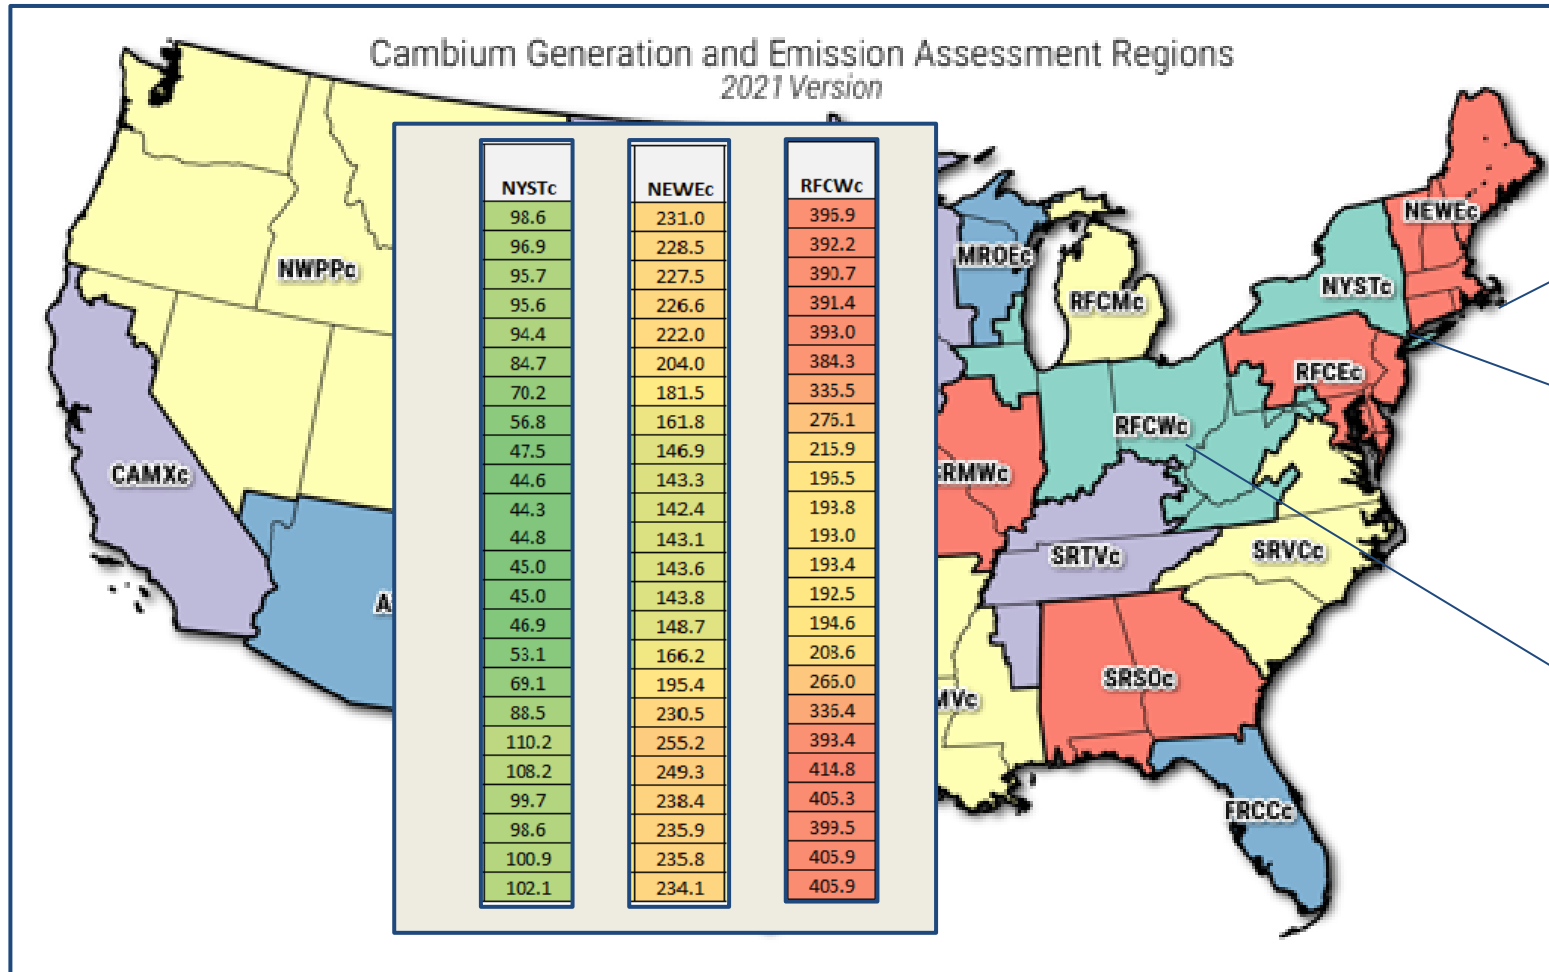 Cambium Generation and Emission Assessment Regions
2021 Version
NYSTc NEWEc RFCWc
98.6 231.0 396.9
96.9 228.5 392.2
95.7 227.5 390.7
95.6 226.6 391.4
94.4 222.0 393.0
84.7 204.0 384.3
70.2 181.5 335.5
56.8 161.8 276.1
47.5 146.9 215.9
44.6 143.3 196.5
44.3 142.4 193.8
44.8 143.1 193.0
45.0 143.6 193.4
45.0 143.8 192.5
46.9 148.7 194.6
53.1 166.2 208.6
69.1 195.4 266.0
88.5 230.5 336.4
110.2 255.2 393.4
108.2 249.3 414.8
99.7 238.4 405.3
98.6 235.9 399.5
100.9 235.8 405.9
102.1 234.1 405.9
NWPPc
CAMXc
A
MROEc
RFCMc
NEWEc
NYSTc
RFCEc
RFCWc
SRMWc
SRTVc
SRVCc
MVc
SRSOc
FRCCc